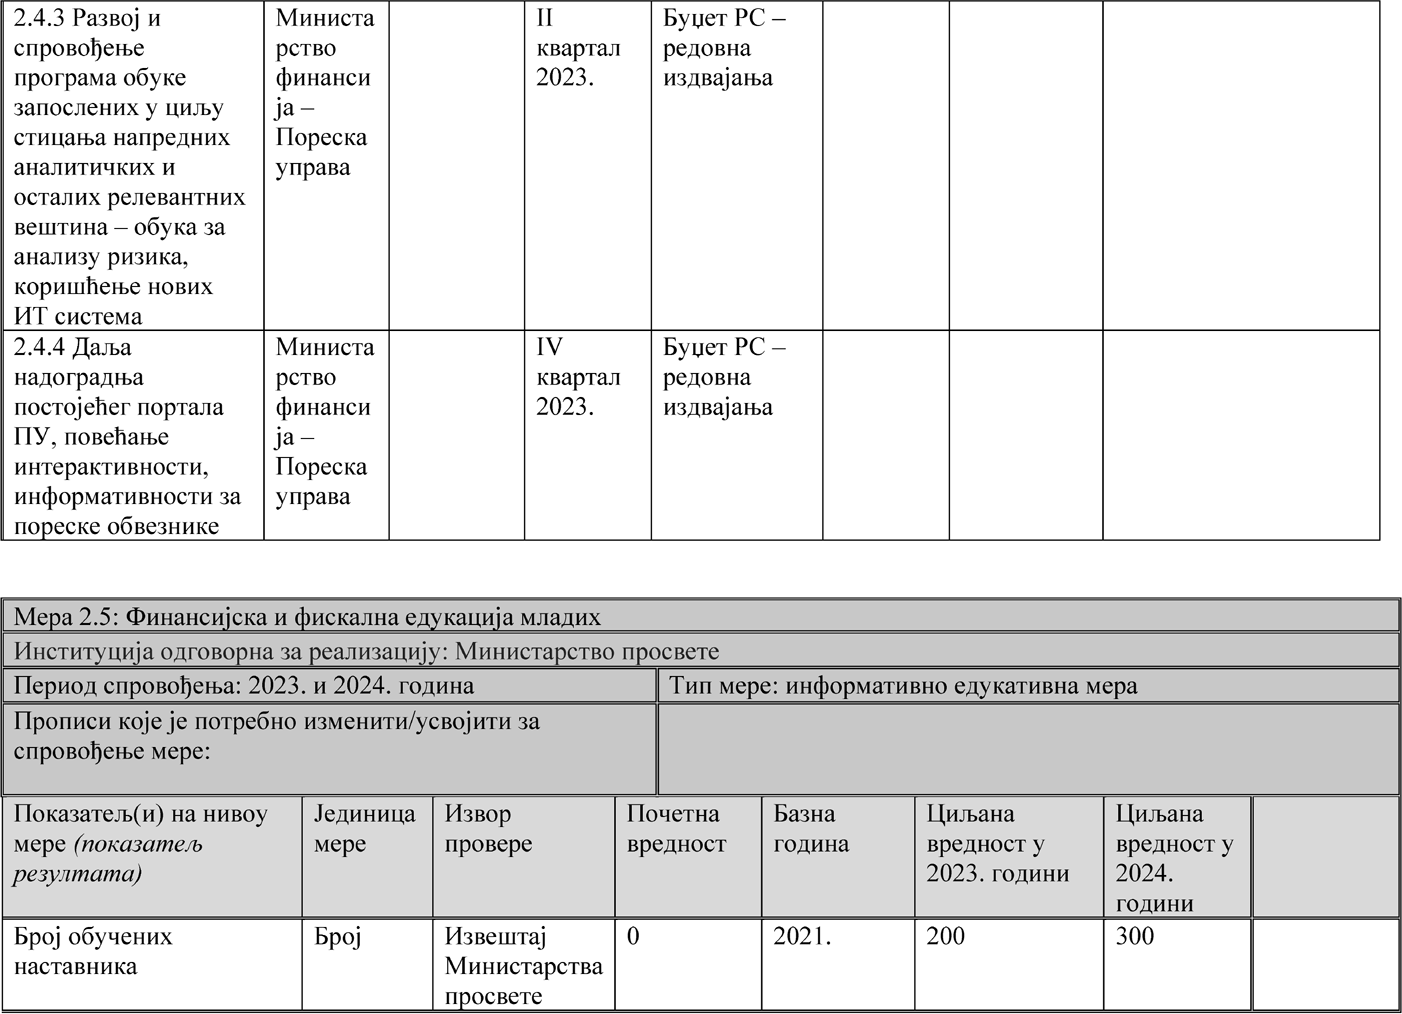 2.4.3 Развој и
спровођење
програма обуке
запослених у циљу
стицања напредних
аналитичких и
осталих релевантних
вештина – обука за
анализу ризика,
коришћење нових
ИТ система
Министа
рство
финанси
ја –
Пореска
управа
II
квартал
2023.
Буџет РС –
редовна
издвајања
2.4.4 Даља
надоградња
постојећег портала
ПУ, повећање
интерактивности,
информативности за
пореске обвезнике
Министа
рство
финанси
ја –
Пореска
управа
IV
квартал
2023.
Буџет РС –
редовна
издвајања
Мера 2.5: Финансијска и фискална едукација младих
Институција одговорна за реализацију: Министарство просвете
Период спровођења: 2023. и 2024. година
Тип мере: информативно едукативна мера
Прописи које је потребно изменити/усвојити за
спровођење мере:
Показатељ(и) на нивоу
мере (показатељ
резултата)
Јединица
мере
Извор
провере
Почетна
вредност
Базна
година
Циљана
вредност у
2023. години
Циљана
вредност у
2024.
години
Број обучених
наставника
Број
Извештај
Министарства
просвете
0
2021.
200
300